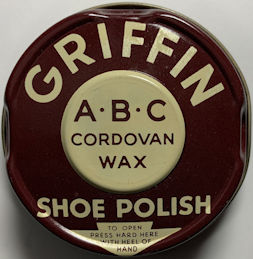 GRIFFIN
A·B·C
CORDOVAN
WAX
SHOE POLISH
TO OPEN
PRESS HARD HERE
WITH HEEL OF
HAND